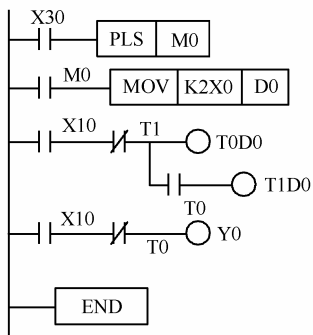 X30
PLS M0
M0
MOV K2X0 D0
X10 T1 T0D0
T1D0
T0
X10 T0 Y0
END